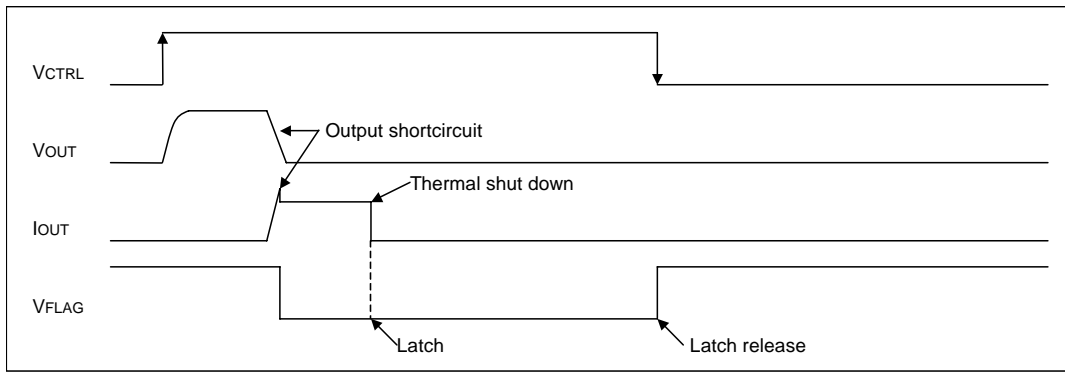 VCTRL
VOUT
Output shortcircuit
Thermal shut down
IOUT
VFLAG
Latch
Latch release